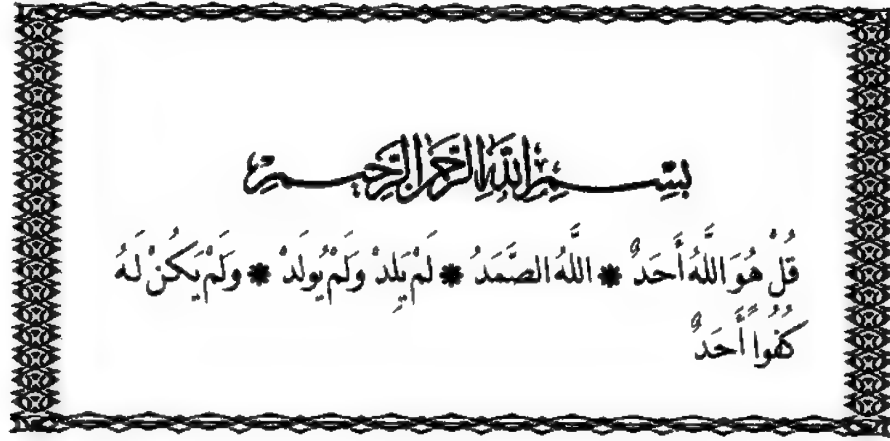 بِسْمِ اللَّهِ الرَّحْمَنِ الرَّحِيمِ
قُلْ هُوَ اللَّهُ أَحَدٌ * اللَّهُ الصَّمَدُ * لَمْ يَلِدْ وَلَمْ يُولَدْ * وَلَمْ يَكُنْ لَهُ
كُفُوًا أَحَدٌ